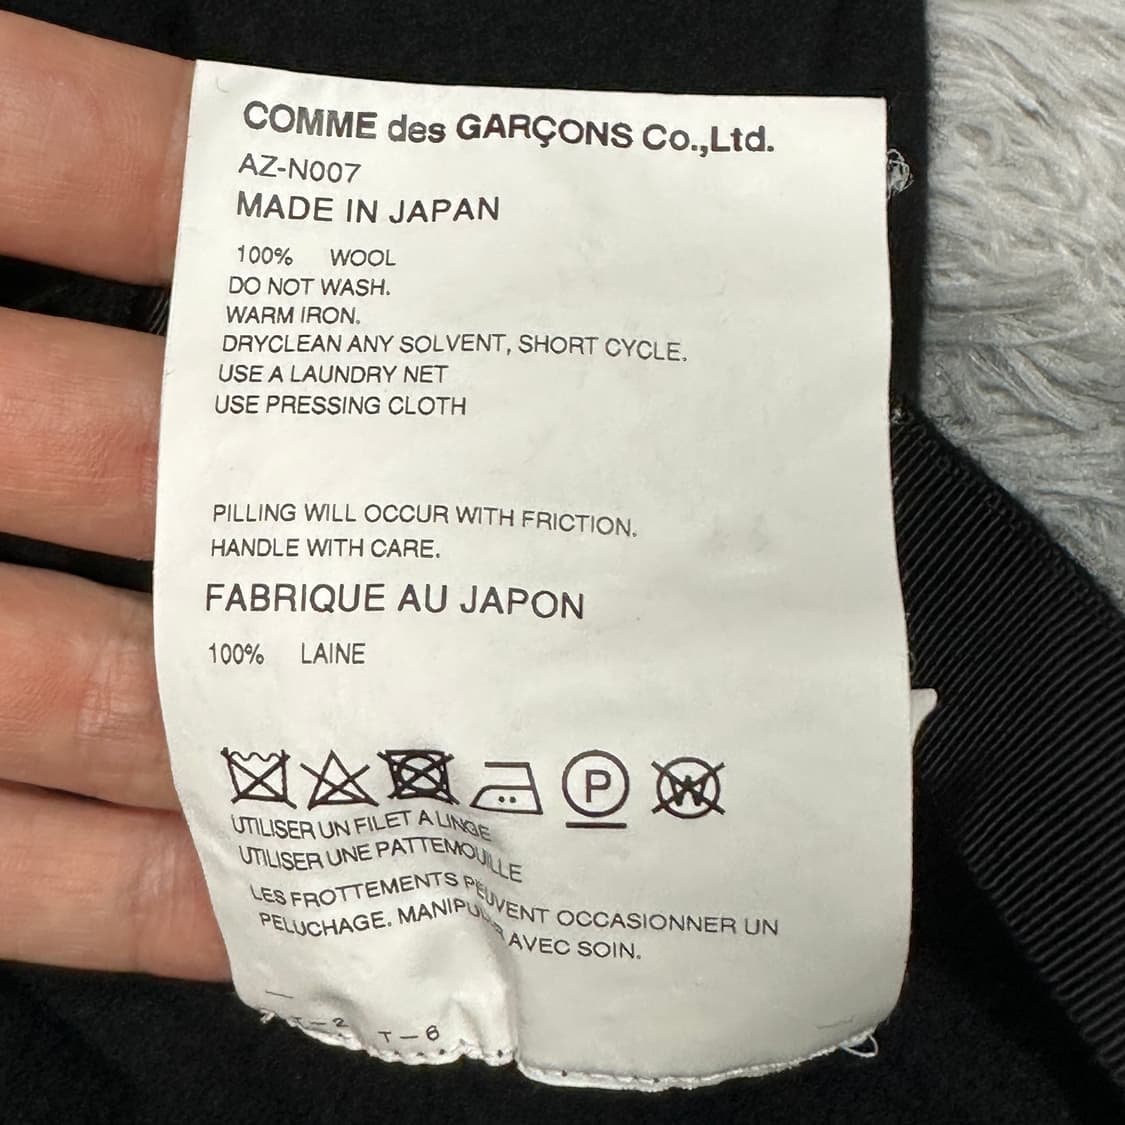 COMME des GARÇONS Co.,Ltd.
AZ-N007
MADE IN JAPAN
100% WOOL
DO NOT WASH.
WARM IRON.
DRYCLEAN ANY SOLVENT, SHORT CYCLE.
USE A LAUNDRY NET
USE PRESSING CLOTH
PILLING WILL OCCUR WITH FRICTION.
HANDLE WITH CARE.
FABRIQUE AU JAPON
100% LAINE
P W
UTILISER UN FILET A LINGE
UTILISER UNE PATTEMOUILLE
LES FROTTEMENTS PEUVENT OCCASIONNER UN
PELUCHAGE. MANIPULER AVEC SOIN.
T-6